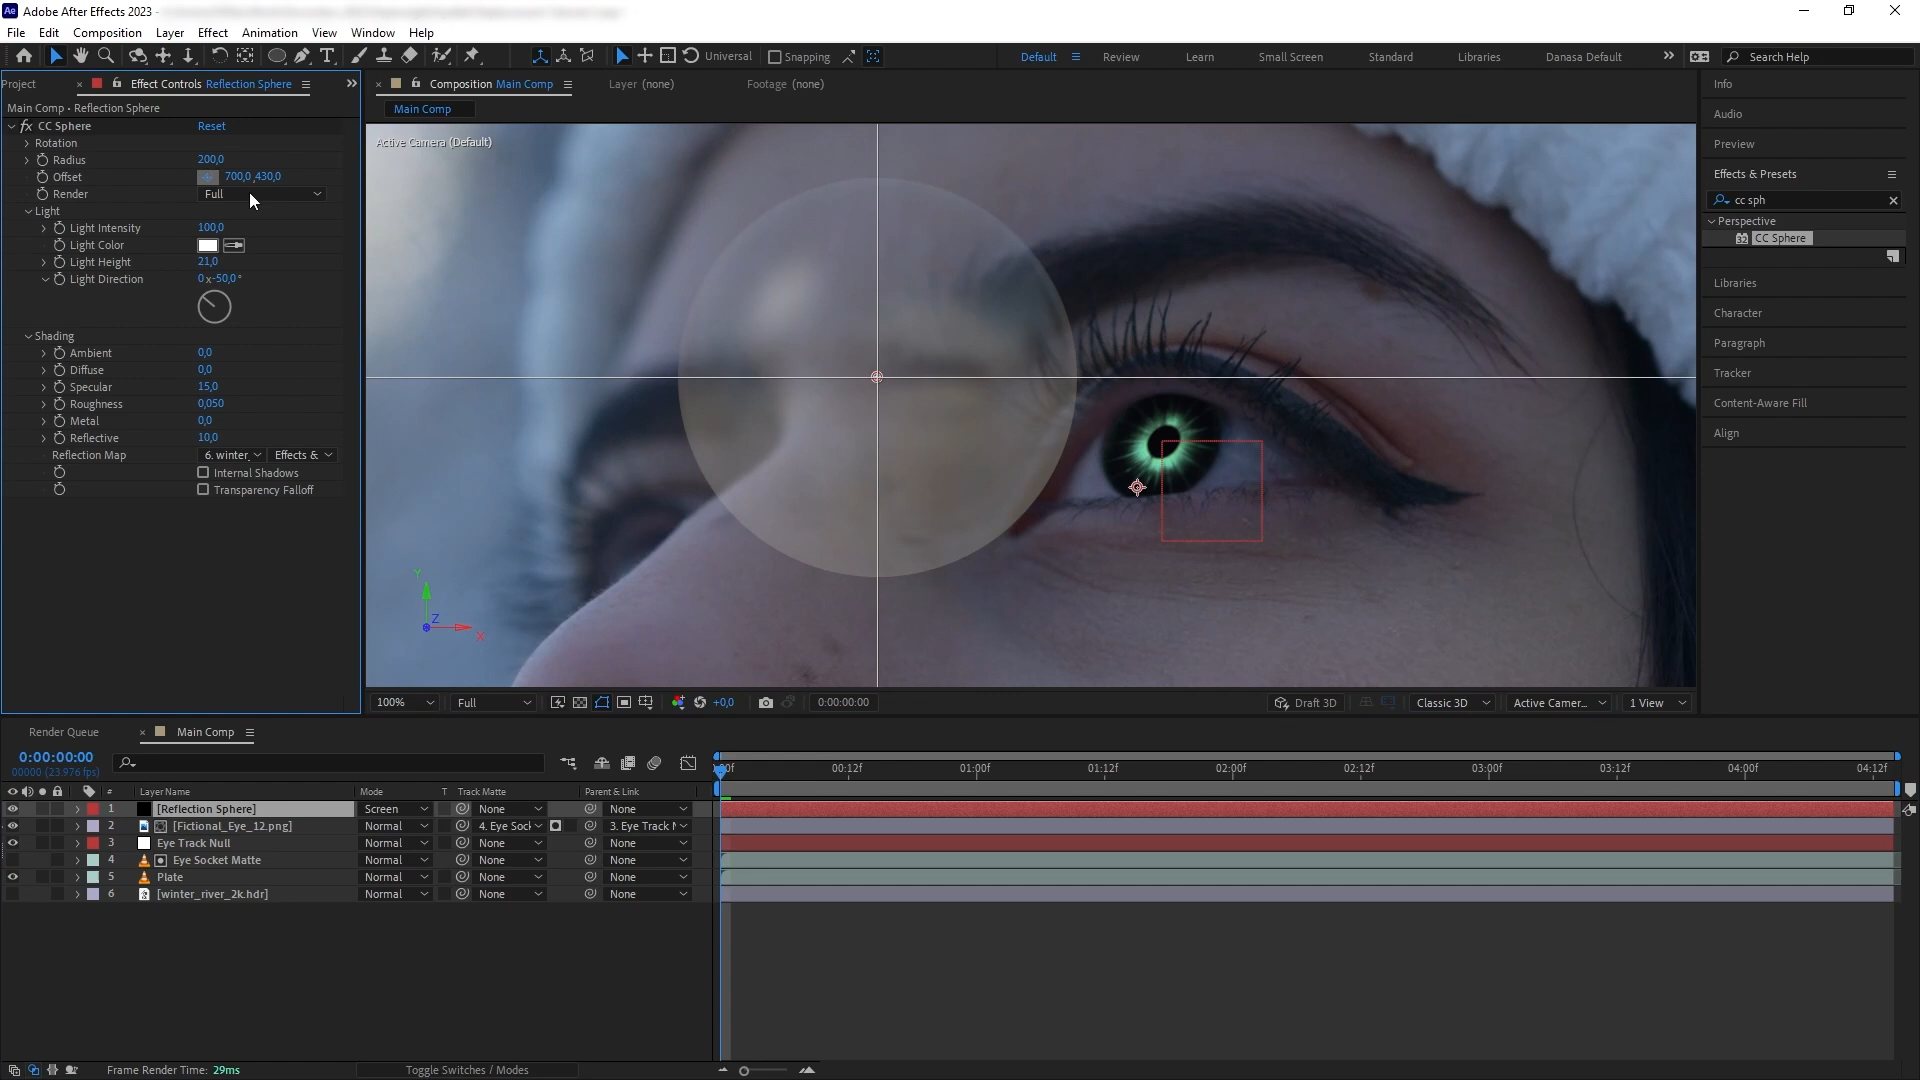 Ae Adobe After Effects 2023 -
File Edit Composition Layer Effect Animation View Window Help
Universal Snapping Default Review Learn Small Screen Standard Libraries Danasa Default Search Help
Project Effect Controls Reflection Sphere Composition Main Comp Layer (none) Footage (none)
Main Comp • Reflection Sphere
Main Comp
fx CC Sphere Reset
Rotation
Radius 200,0
Offset 700,0 ,430,0
Render Full
Light
Light Intensity 100,0
Light Color
Light Height 21,0
Light Direction 0 x-50,0 °
Shading
Ambient 0,0
Diffuse 0,0
Specular 15,0
Roughness 0,050
Metal 0,0
Reflective 10,0
Reflection Map 6. winter_ Effects &
Internal Shadows
Transparency Falloff
Active Camera (Default)
Y
Z
X
100% Full +0,0 0:00:00:00 Draft 3D Classic 3D Active Camer... 1 View
Info
Audio
Preview
Effects & Presets
cc sph
Perspective
32 CC Sphere
Libraries
Character
Paragraph
Tracker
Content-Aware Fill
Align
Render Queue Main Comp
0:00:00:00
00000 (23.976 fps)
:00f 00:12f 01:00f 01:12f 02:00f 02:12f 03:00f 03:12f 04:00f 04:12f
# Layer Name Mode T Track Matte Parent & Link
1 [Reflection Sphere] Screen None None
2 [Fictional_Eye_12.png] Normal 4. Eye Sock 3. Eye Track N
3 Eye Track Null Normal None None
4 Eye Socket Matte Normal None None
5 Plate Normal None None
6 [winter_river_2k.hdr] Normal None None
Frame Render Time: 29ms Toggle Switches / Modes